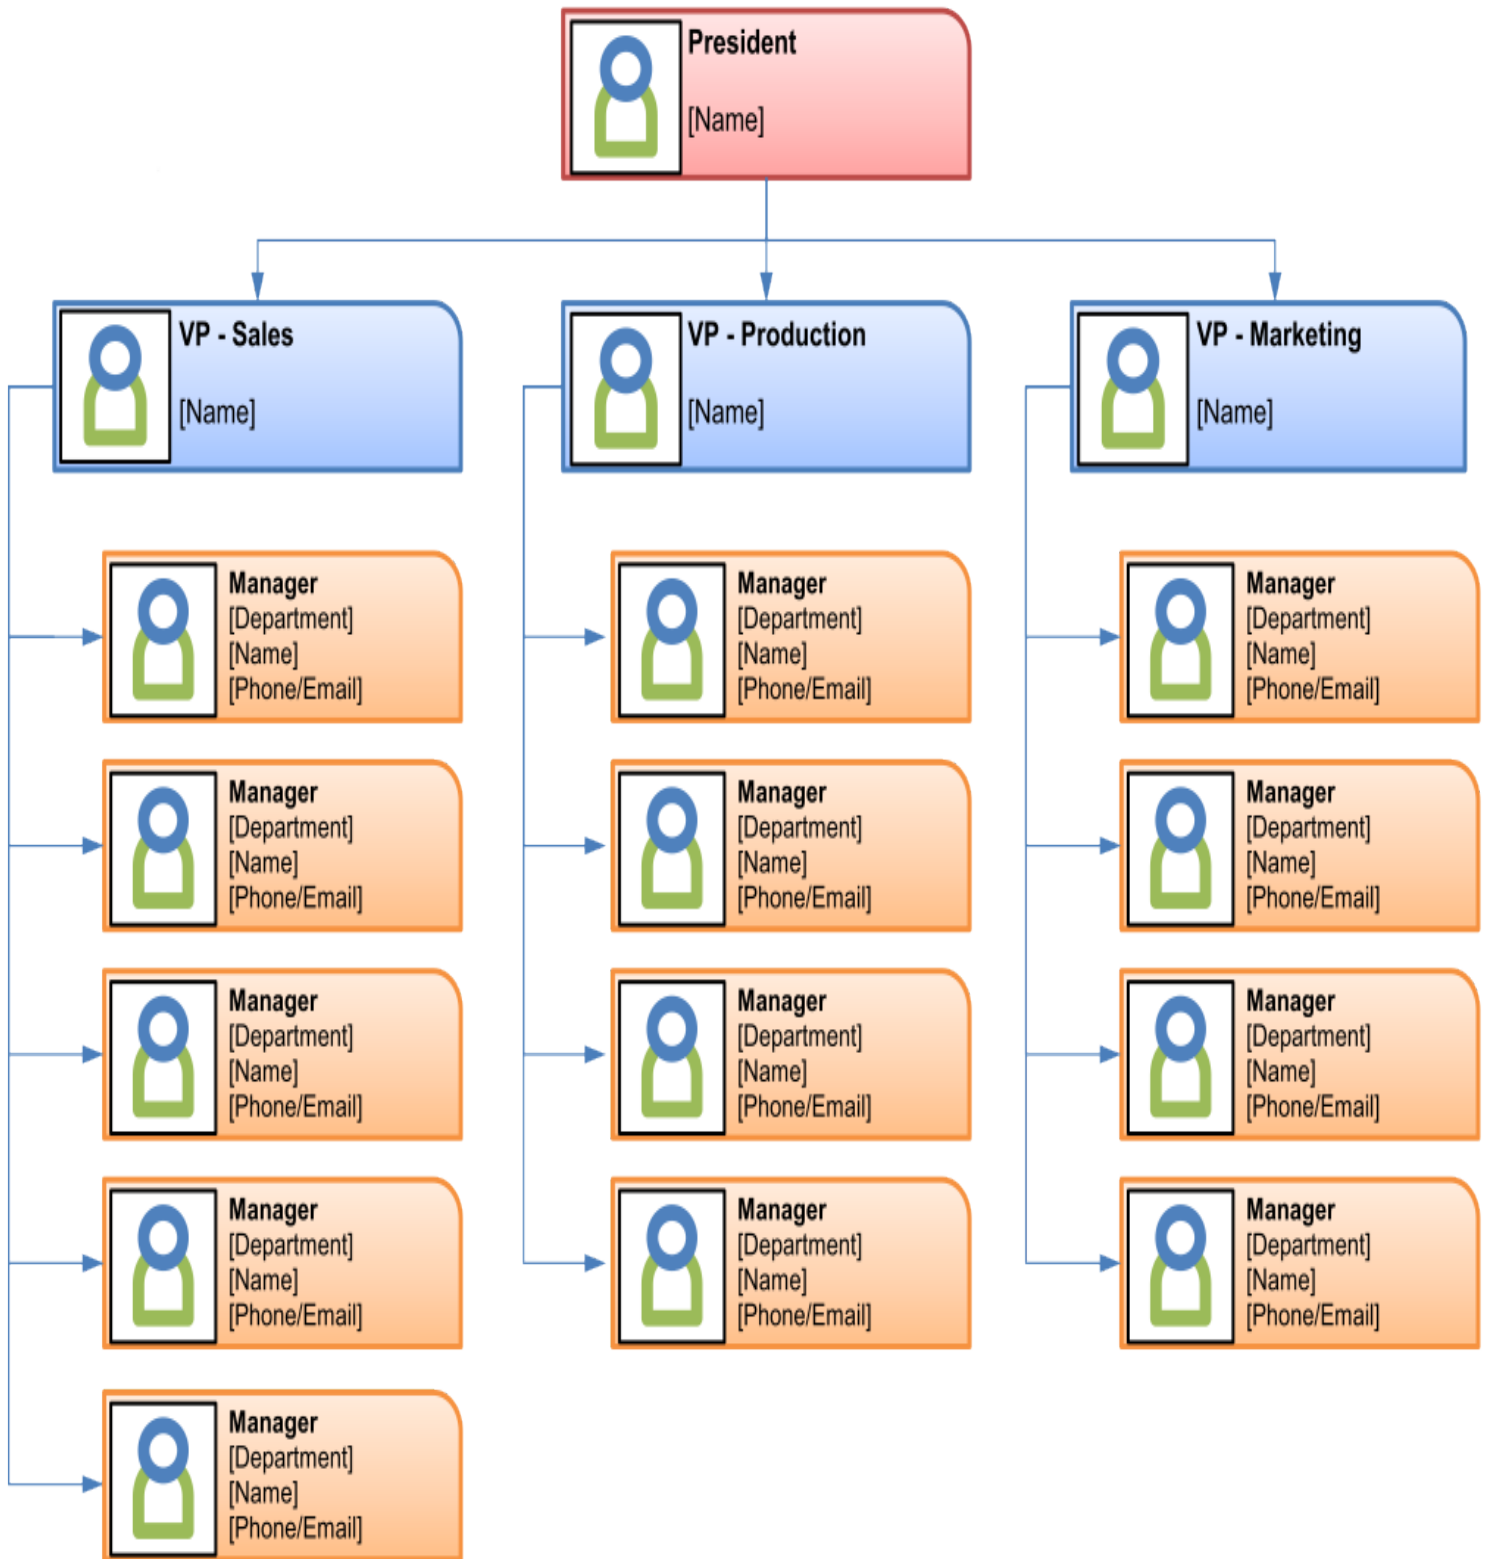 President
[Name]
VP - Sales
[Name]
VP - Production
[Name]
VP - Marketing
[Name]
Manager
[Department]
[Name]
[Phone/Email]
Manager
[Department]
[Name]
[Phone/Email]
Manager
[Department]
[Name]
[Phone/Email]
Manager
[Department]
[Name]
[Phone/Email]
Manager
[Department]
[Name]
[Phone/Email]
Manager
[Department]
[Name]
[Phone/Email]
Manager
[Department]
[Name]
[Phone/Email]
Manager
[Department]
[Name]
[Phone/Email]
Manager
[Department]
[Name]
[Phone/Email]
Manager
[Department]
[Name]
[Phone/Email]
Manager
[Department]
[Name]
[Phone/Email]
Manager
[Department]
[Name]
[Phone/Email]
Manager
[Department]
[Name]
[Phone/Email]